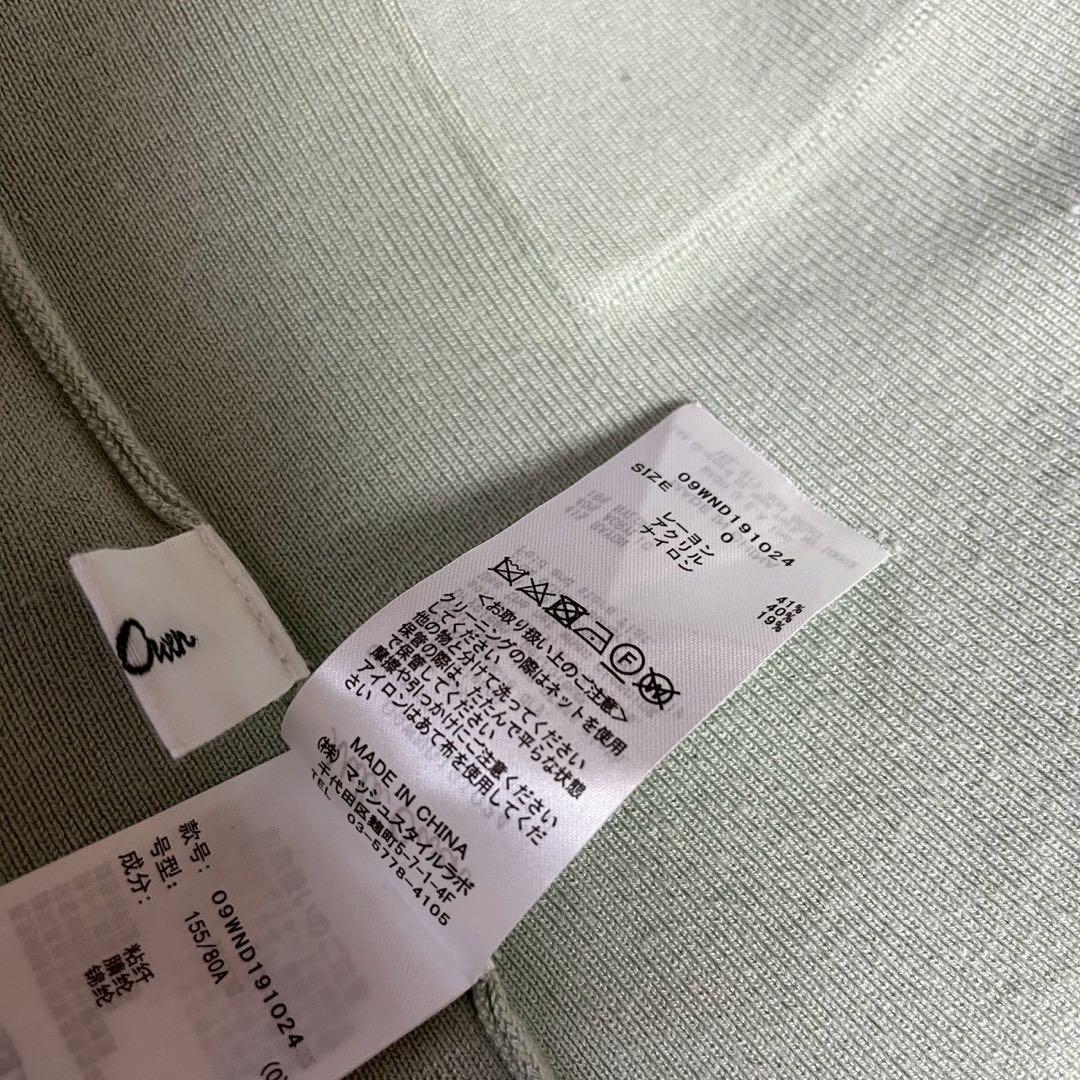 09WND191024
SIZE 0
レーヨン 41%
アクリル 40%
ナイロン 19%
F
W
<お取り扱い上のご注意>
クリーニングの際はネットを使用
してください
他の物と分けて洗ってください
保管の際は、たたんで平らな状態
で保管してください
摩擦や引っかけにご注意ください
アイロンはあて布を使用してくだ
さい
MADE IN CHINA
(株)マッシュスタイルラボ
千代田区麹町5-7-1-4F
TEL 03-5778-4105
款号: 09WND191024
号型: 155/80A
成分:
粘纤
腈纶
锦纶